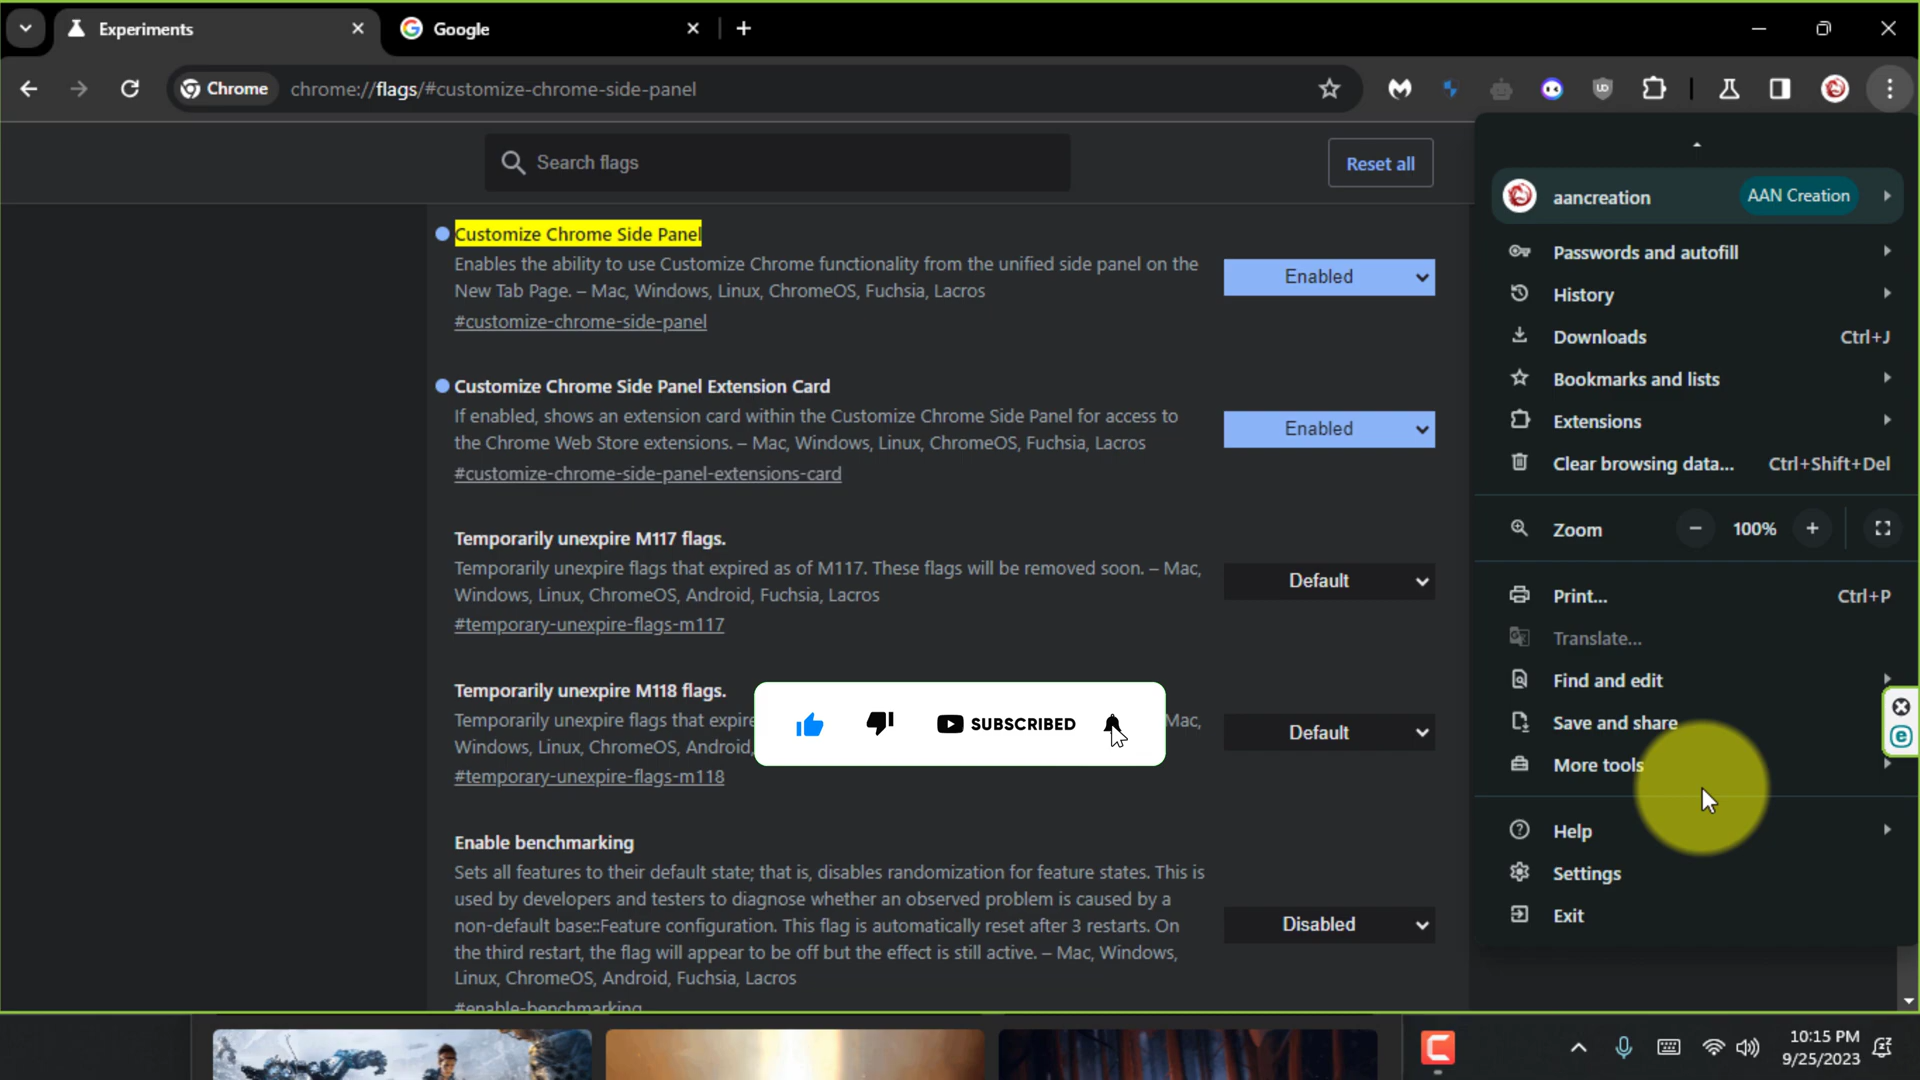 Experiments
Google
Chrome
chrome://flags/#customize-chrome-side-panel
Search flags
Reset all
Customize Chrome Side Panel
Enables the ability to use Customize Chrome functionality from the unified side panel on the
New Tab Page. – Mac, Windows, Linux, ChromeOS, Fuchsia, Lacros
#customize-chrome-side-panel
Enabled
Customize Chrome Side Panel Extension Card
If enabled, shows an extension card within the Customize Chrome Side Panel for access to
the Chrome Web Store extensions. – Mac, Windows, Linux, ChromeOS, Fuchsia, Lacros
#customize-chrome-side-panel-extensions-card
Enabled
Temporarily unexpire M117 flags.
Temporarily unexpire flags that expired as of M117. These flags will be removed soon. – Mac,
Windows, Linux, ChromeOS, Android, Fuchsia, Lacros
#temporary-unexpire-flags-m117
Default
Temporarily unexpire M118 flags.
Temporarily unexpire flags that expire Mac,
Windows, Linux, ChromeOS, Android,
#temporary-unexpire-flags-m118
Default
SUBSCRIBED
Enable benchmarking
Sets all features to their default state; that is, disables randomization for feature states. This is
used by developers and testers to diagnose whether an observed problem is caused by a
non-default base::Feature configuration. This flag is automatically reset after 3 restarts. On
the third restart, the flag will appear to be off but the effect is still active. – Mac, Windows,
Linux, ChromeOS, Android, Fuchsia, Lacros
#enable-benchmarking
Disabled
aancreation AAN Creation
Passwords and autofill
History
Downloads Ctrl+J
Bookmarks and lists
Extensions
Clear browsing data... Ctrl+Shift+Del
Zoom − 100% +
Print... Ctrl+P
Translate...
Find and edit
Save and share
More tools
Help
Settings
Exit
10:15 PM
9/25/2023